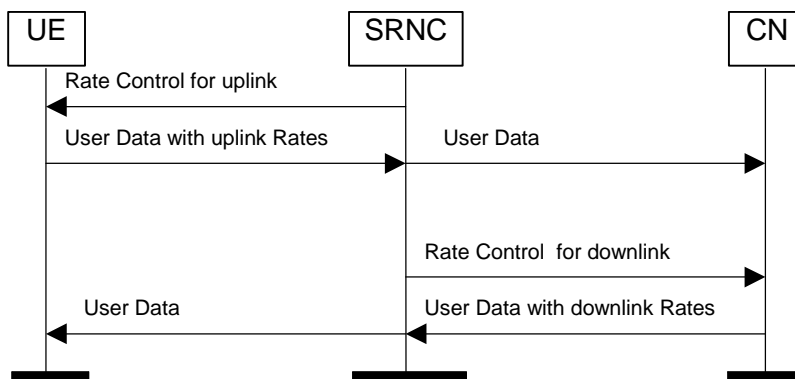 UE
SRNC
CN
Rate Control for uplink
User Data with uplink Rates
User Data
Rate Control for downlink
User Data
User Data with downlink Rates